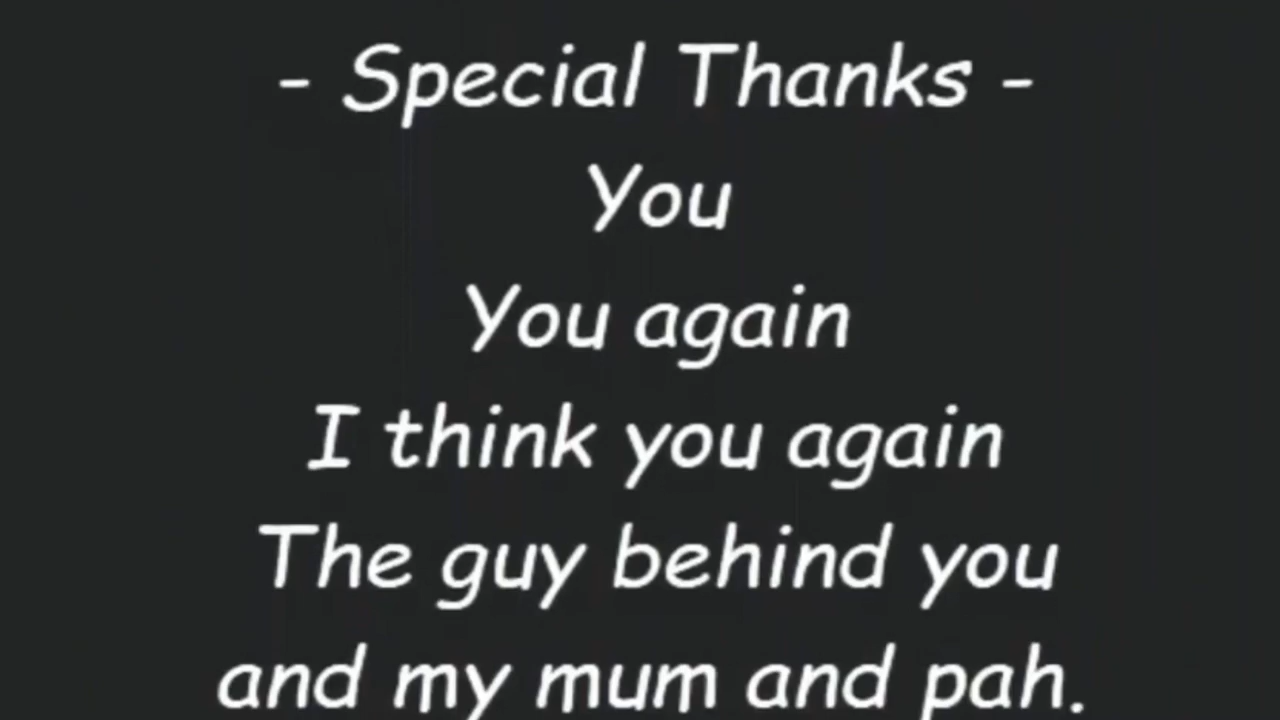 - Special Thanks -
You
You again
I think you again
The guy behind you
and my mum and pah.